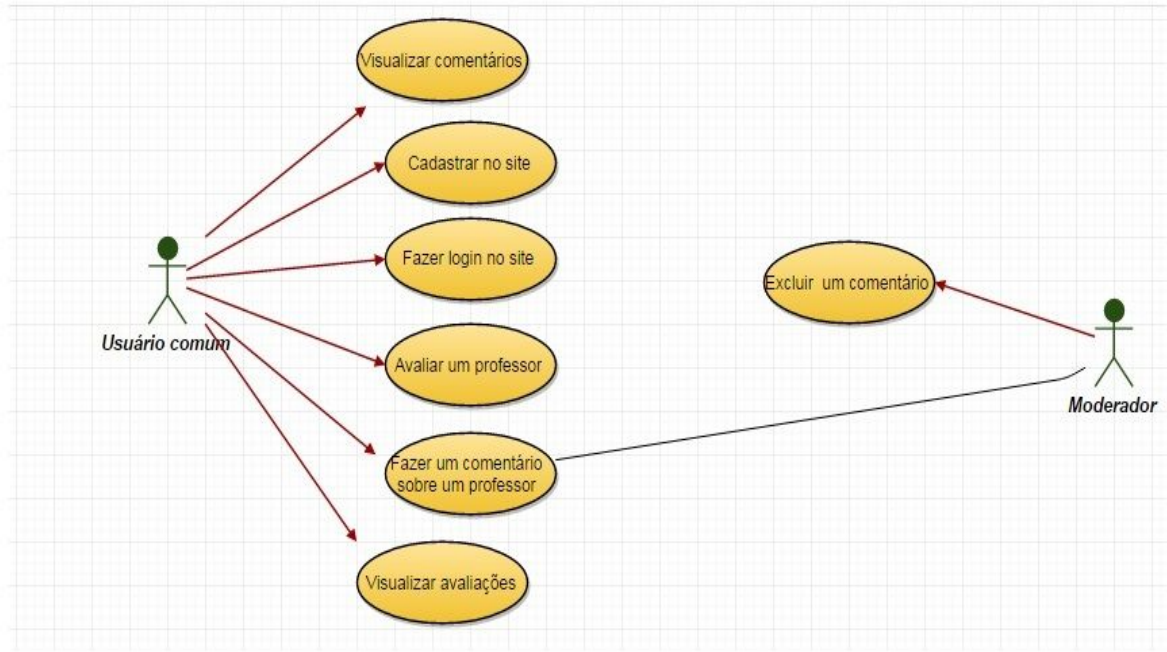 Visualizar comentários
Cadastrar no site
Fazer login no site
Excluir um comentário
Usuário comum
Avaliar um professor
Moderador
Fazer um comentário
sobre um professor
Visualizar avaliações